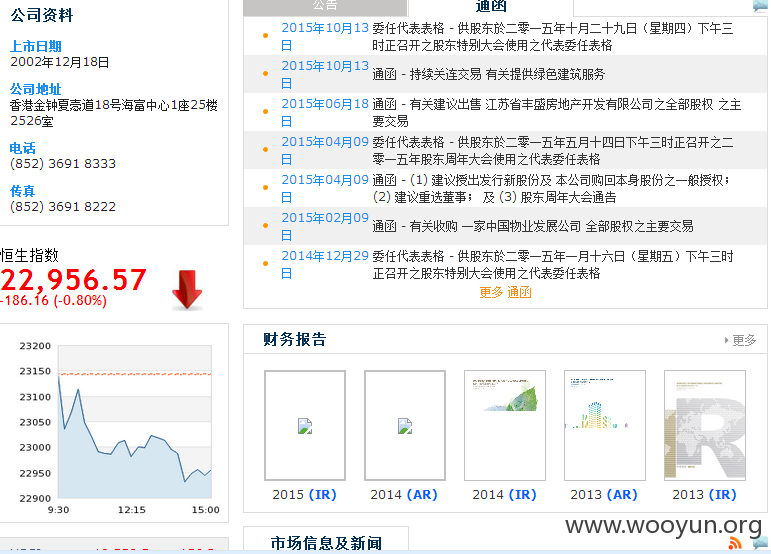 公司资料
上市日期
2002年12月18日
公司地址
香港金钟夏悫道18号海富中心1座25楼
2526室
电话
(852) 3691 8333
传真
(852) 3691 8222
恒生指数
22,956.57
-186.16 (-0.80%)
23200
23150
23100
23050
23000
22950
22900
9:30
12:15
15:00
公告
通函
2015年10月13
日
委任代表表格 - 供股东於二零一五年十月二十九日（星期四）下午三
时正召开之股东特别大会使用之代表委任表格
2015年10月13
日
通函 - 持续关连交易 有关提供绿色建筑服务
2015年06月18
日
通函 - 有关建议出售 江苏省丰盛房地产开发有限公司之全部股权 之主
要交易
2015年04月09
日
委任代表表格 - 供股东於二零一五年五月十四日下午三时正召开之二
零一五年股东周年大会使用之代表委任表格
2015年04月09
日
通函 - (1) 建议授出发行新股份及 本公司购回本身股份之一般授权；
(2) 建议重选董事； 及 (3) 股东周年大会通告
2015年02月09
日
通函 - 有关收购 一家中国物业发展公司 全部股权之主要交易
2014年12月29
日
委任代表表格 - 供股东於二零一五年一月十六日（星期五）下午三时
正召开之股东特别大会使用之代表委任表格
更多 通函
财务报告
更多
2015 (IR)
2014 (AR)
2014 (IR)
2013 (AR)
2013 (IR)
市场信息及新闻
www.wooyun.org